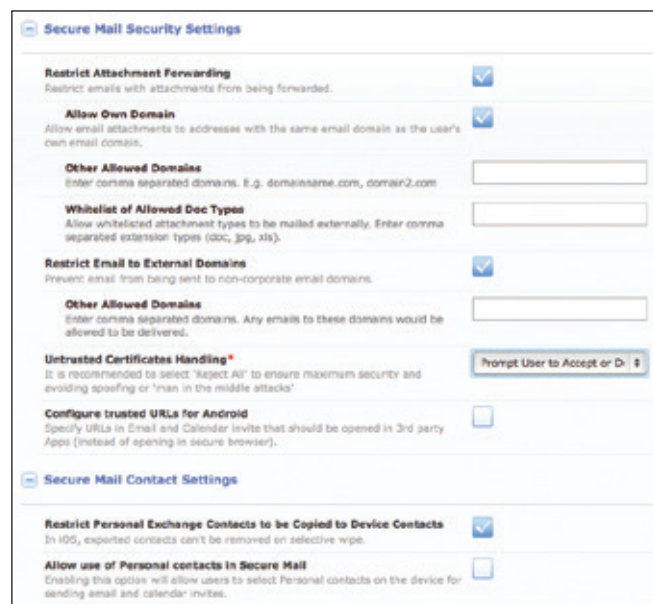 Secure Mail Security Settings
Restrict Attachment Forwarding
Restrict emails with attachments from being forwarded.
Allow Own Domain
Allow email attachments to addresses with the same email domain as the user's
own email domain.
Other Allowed Domains
Enter comma separated domains. E.g. domainname.com, domain2.com
Whitelist of Allowed Doc Types
Allow whitelisted attachment types to be mailed externally. Enter comma
separated extension types (doc, jpg, xls).
Restrict Email to External Domains
Prevent email from being sent to non-corporate email domains.
Other Allowed Domains
Enter comma separated domains. Any emails to these domains would be
allowed to be delivered.
Untrusted Certificates Handling*
Prompt User to Accept or De
It is recommended to select 'Reject All' to ensure maximum security and
avoiding spoofing or 'man in the middle attacks'
Configure trusted URLs for Android
Specify URLs in Email and Calender invite that should be opened in 3rd party
Apps (instead of opening in secure browser).
Secure Mail Contact Settings
Restrict Personal Exchange Contacts to be Copied to Device Contacts
In iOS, exported contacts can't be removed on selective wipe.
Allow use of Personal contacts in Secure Mail
Enabling this option will allow users to select Personal contacts on the device for
sending email and calendar invites.